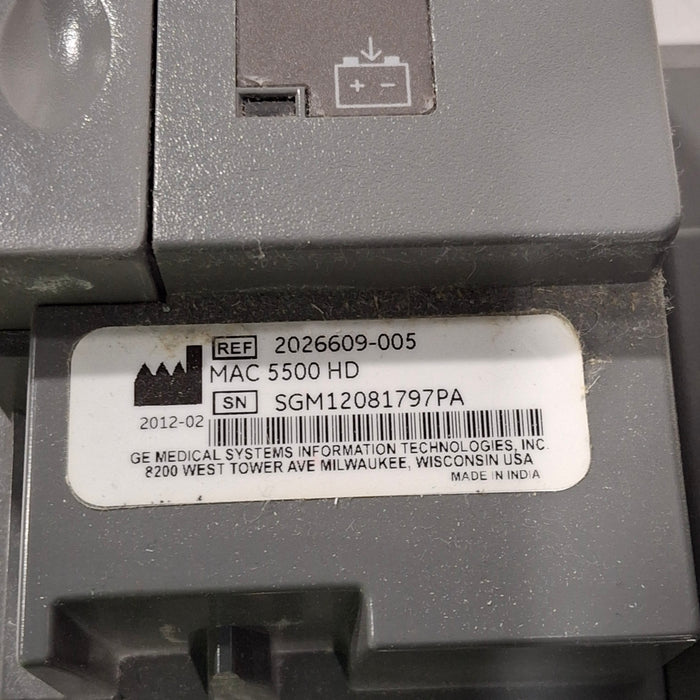 + -
REF 2026609-005
MAC 5500 HD
SN SGM12081797PA
2012-02
GE MEDICAL SYSTEMS INFORMATION TECHNOLOGIES, INC.
8200 WEST TOWER AVE MILWAUKEE, WISCONSIN USA
MADE IN INDIA